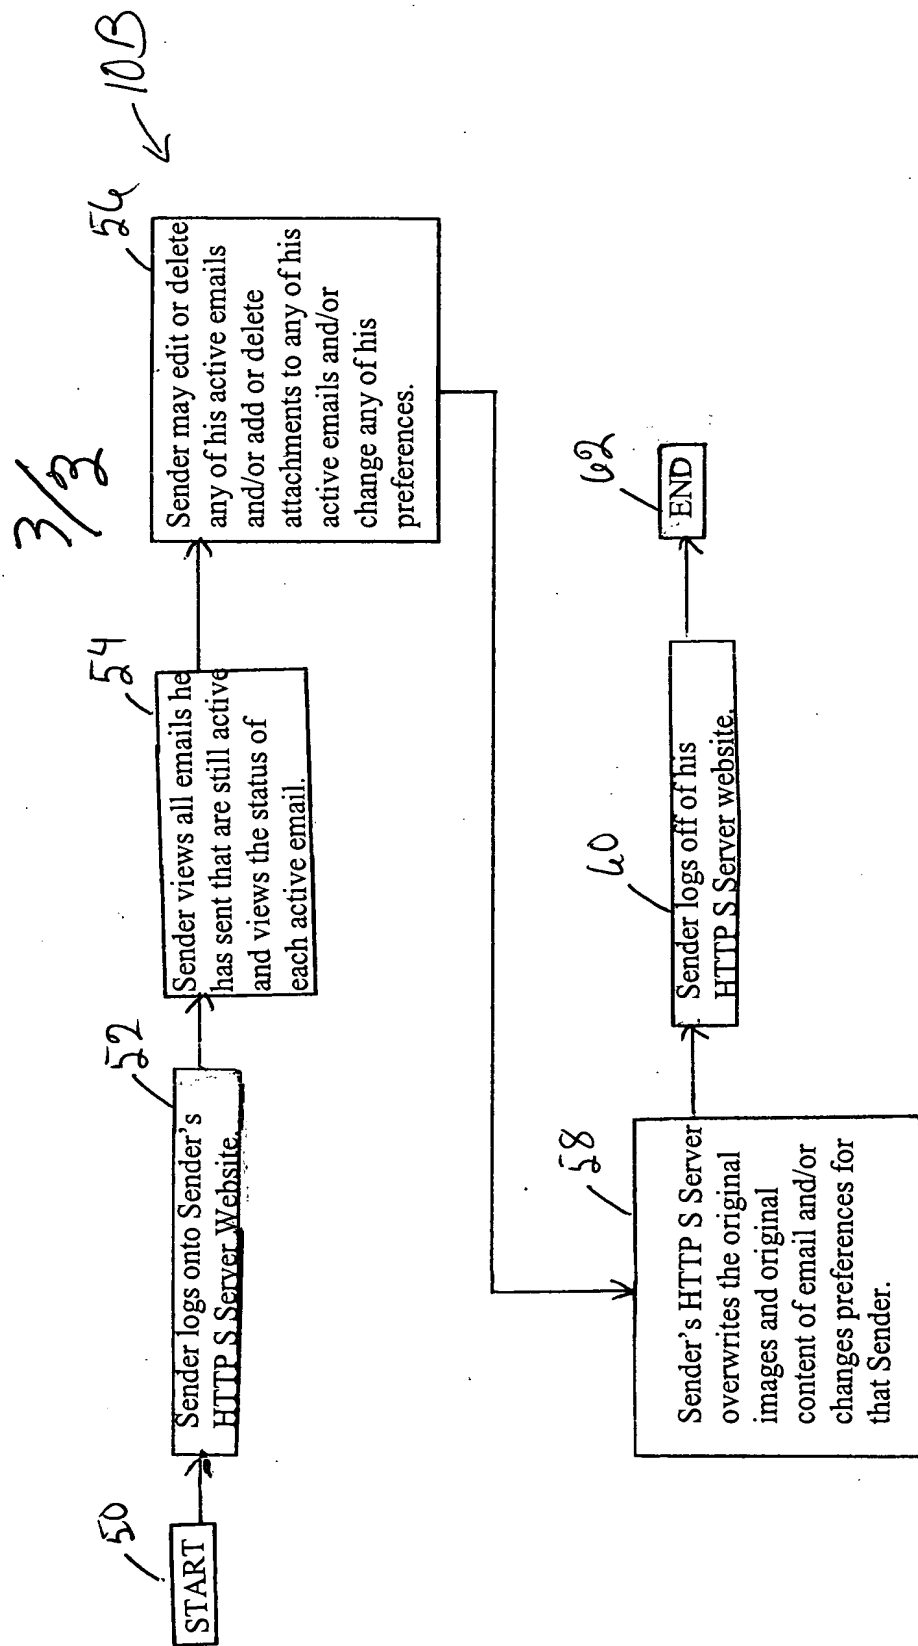 3/3
10B
50
START
52
Sender logs onto Sender's
HTTP S Server Website.
54
Sender views all emails he
has sent that are still active
and views the status of
each active email.
56
Sender may edit or delete
any of his active emails
and/or add or delete
attachments to any of his
active emails and/or
change any of his
preferences.
58
Sender's HTTP S Server
overwrites the original
images and original
content of email and/or
changes preferences for
that Sender.
60
Sender logs off of his
HTTP S Server website.
62
END